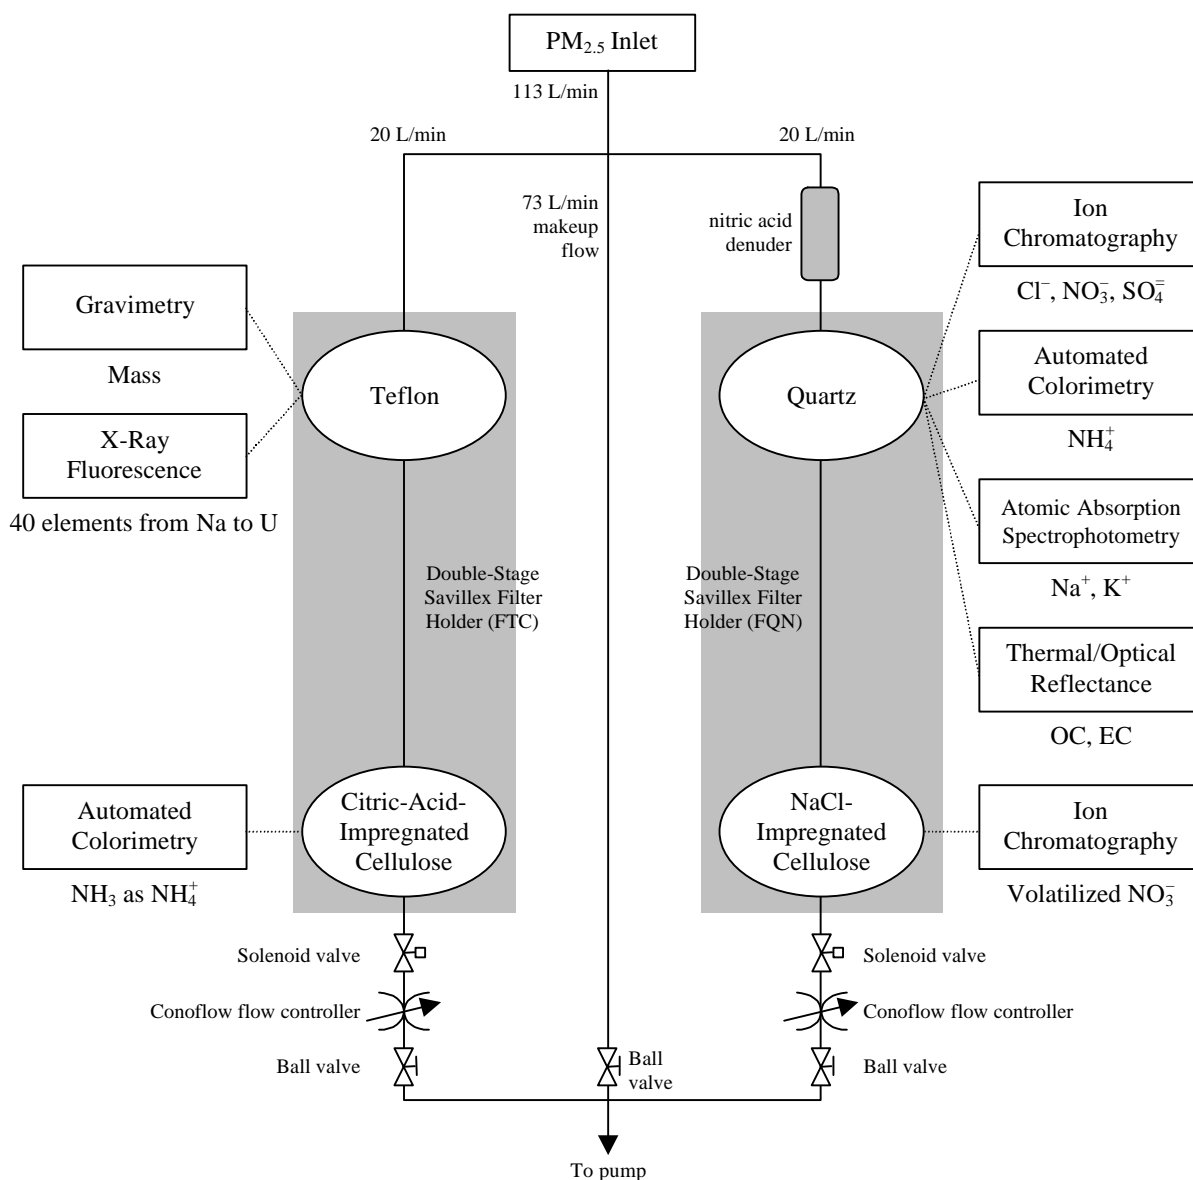 PM2.5 Inlet
113 L/min
20 L/min
20 L/min
73 L/min
makeup
flow
nitric acid
denuder
Ion
Chromatography
Cl⁻, NO₃⁻, SO₄⁼
Gravimetry
Mass
Teflon
Quartz
Automated
Colorimetry
NH₄⁺
X-Ray
Fluorescence
40 elements from Na to U
Atomic Absorption
Spectrophotometry
Na⁺, K⁺
Double-Stage
Savillex Filter
Holder (FTC)
Double-Stage
Savillex Filter
Holder (FQN)
Thermal/Optical
Reflectance
OC, EC
Automated
Colorimetry
NH₃ as NH₄⁺
Citric-Acid-
Impregnated
Cellulose
NaCl-
Impregnated
Cellulose
Ion
Chromatography
Volatilized NO₃⁻
Solenoid valve
Solenoid valve
Conoflow flow controller
Conoflow flow controller
Ball valve
Ball
valve
Ball valve
To pump